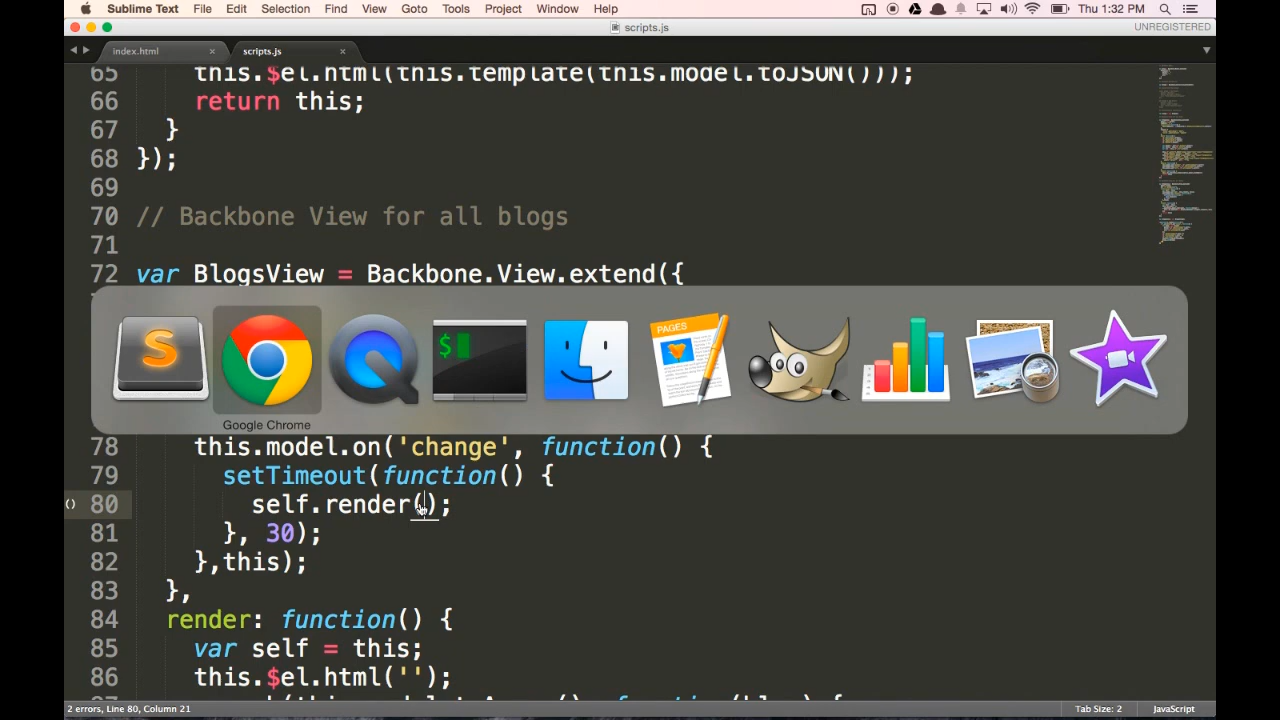 Sublime Text File Edit Selection Find View Goto Tools Project Window Help Thu 1:32 PM
scripts.js UNREGISTERED
index.html × scripts.js ×
65 this.$el.html(this.template(this.model.toJSON()));
66 return this;
67 }
68 });
69
70 // Backbone View for all blogs
71
72 var BlogsView = Backbone.View.extend({
S $ PAGES
Google Chrome
78 this.model.on('change', function() {
79 setTimeout(function() {
() 80 self.render();
81 }, 30);
82 },this);
83 },
84 render: function() {
85 var self = this;
86 this.$el.html('');
2 errors, Line 80, Column 21 Tab Size: 2 JavaScript